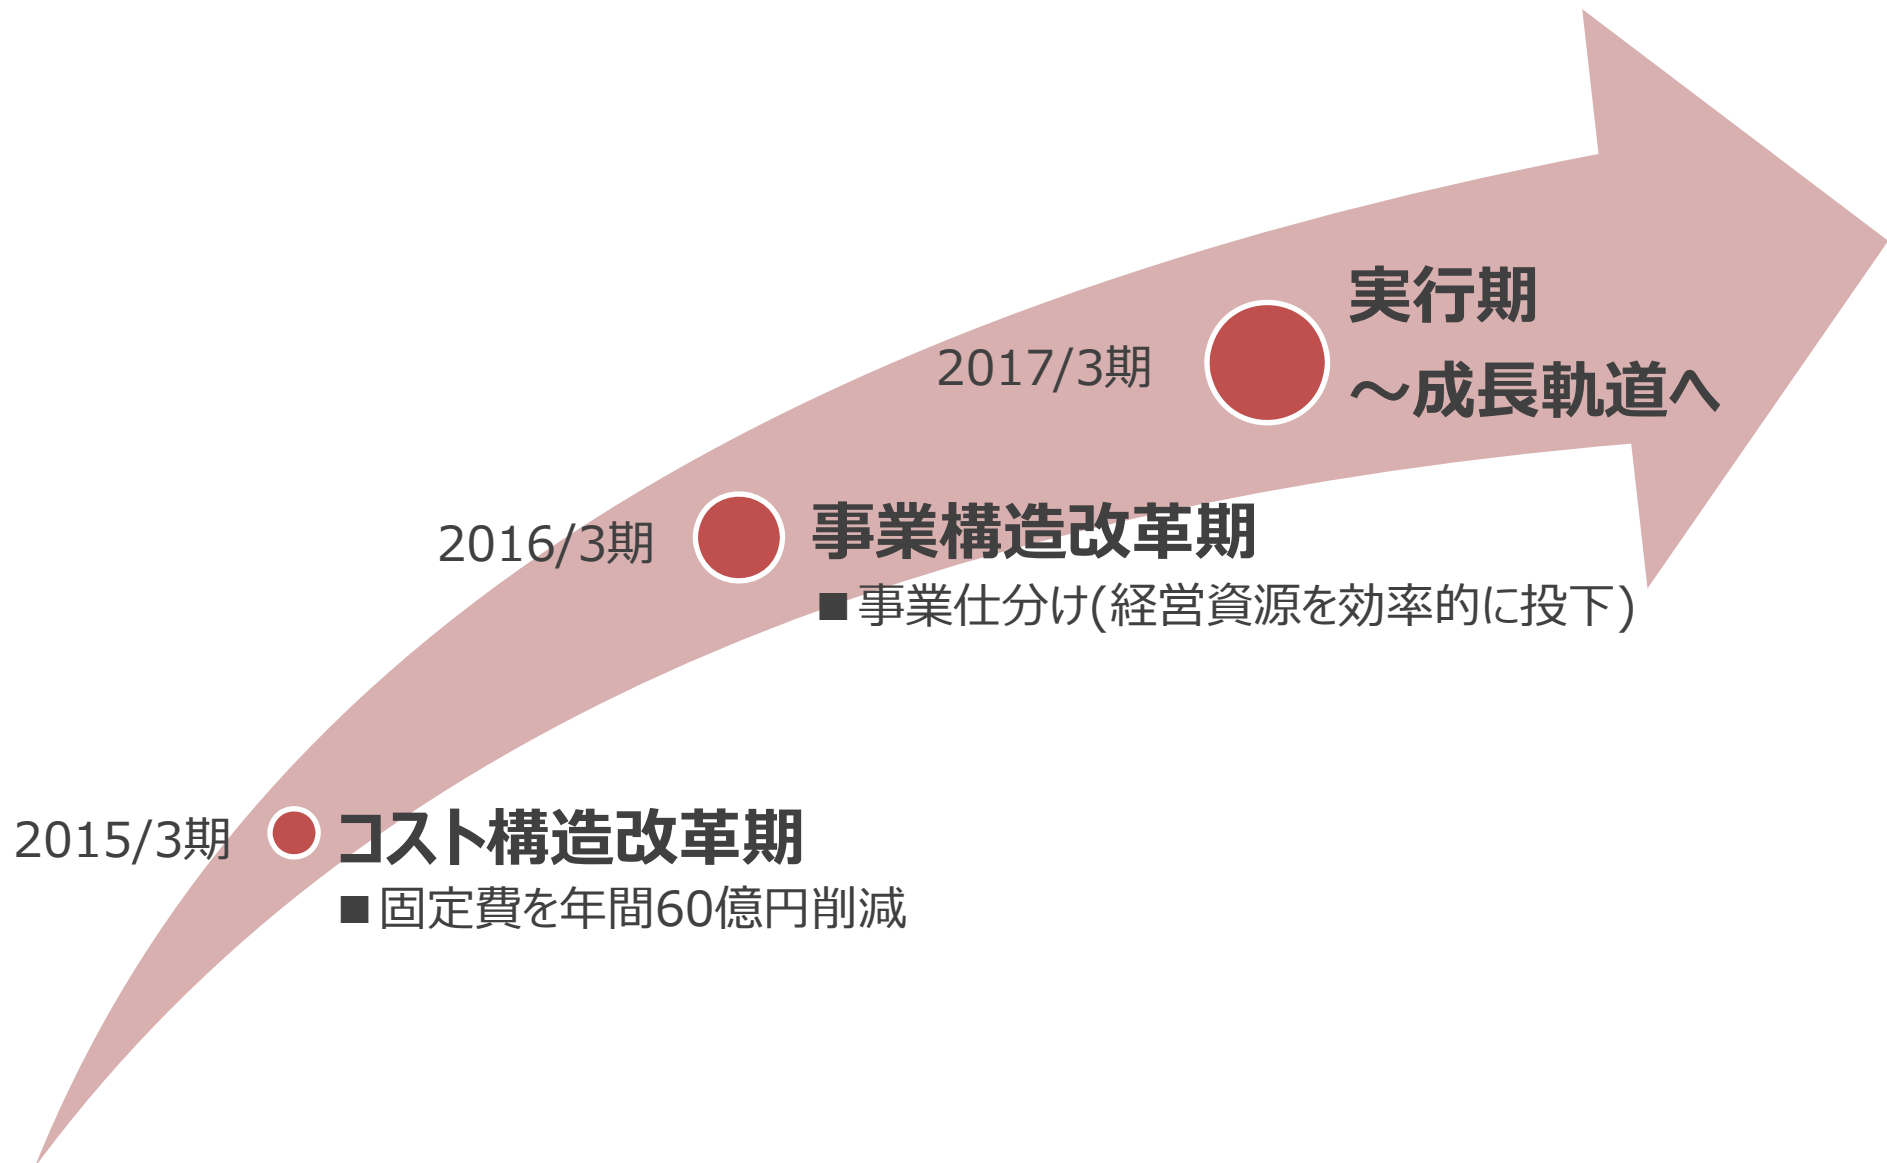 実行期
2017/3期
～成長軌道へ
2016/3期
事業構造改革期
■事業仕分け(経営資源を効率的に投下)
2015/3期
コスト構造改革期
■固定費を年間60億円削減